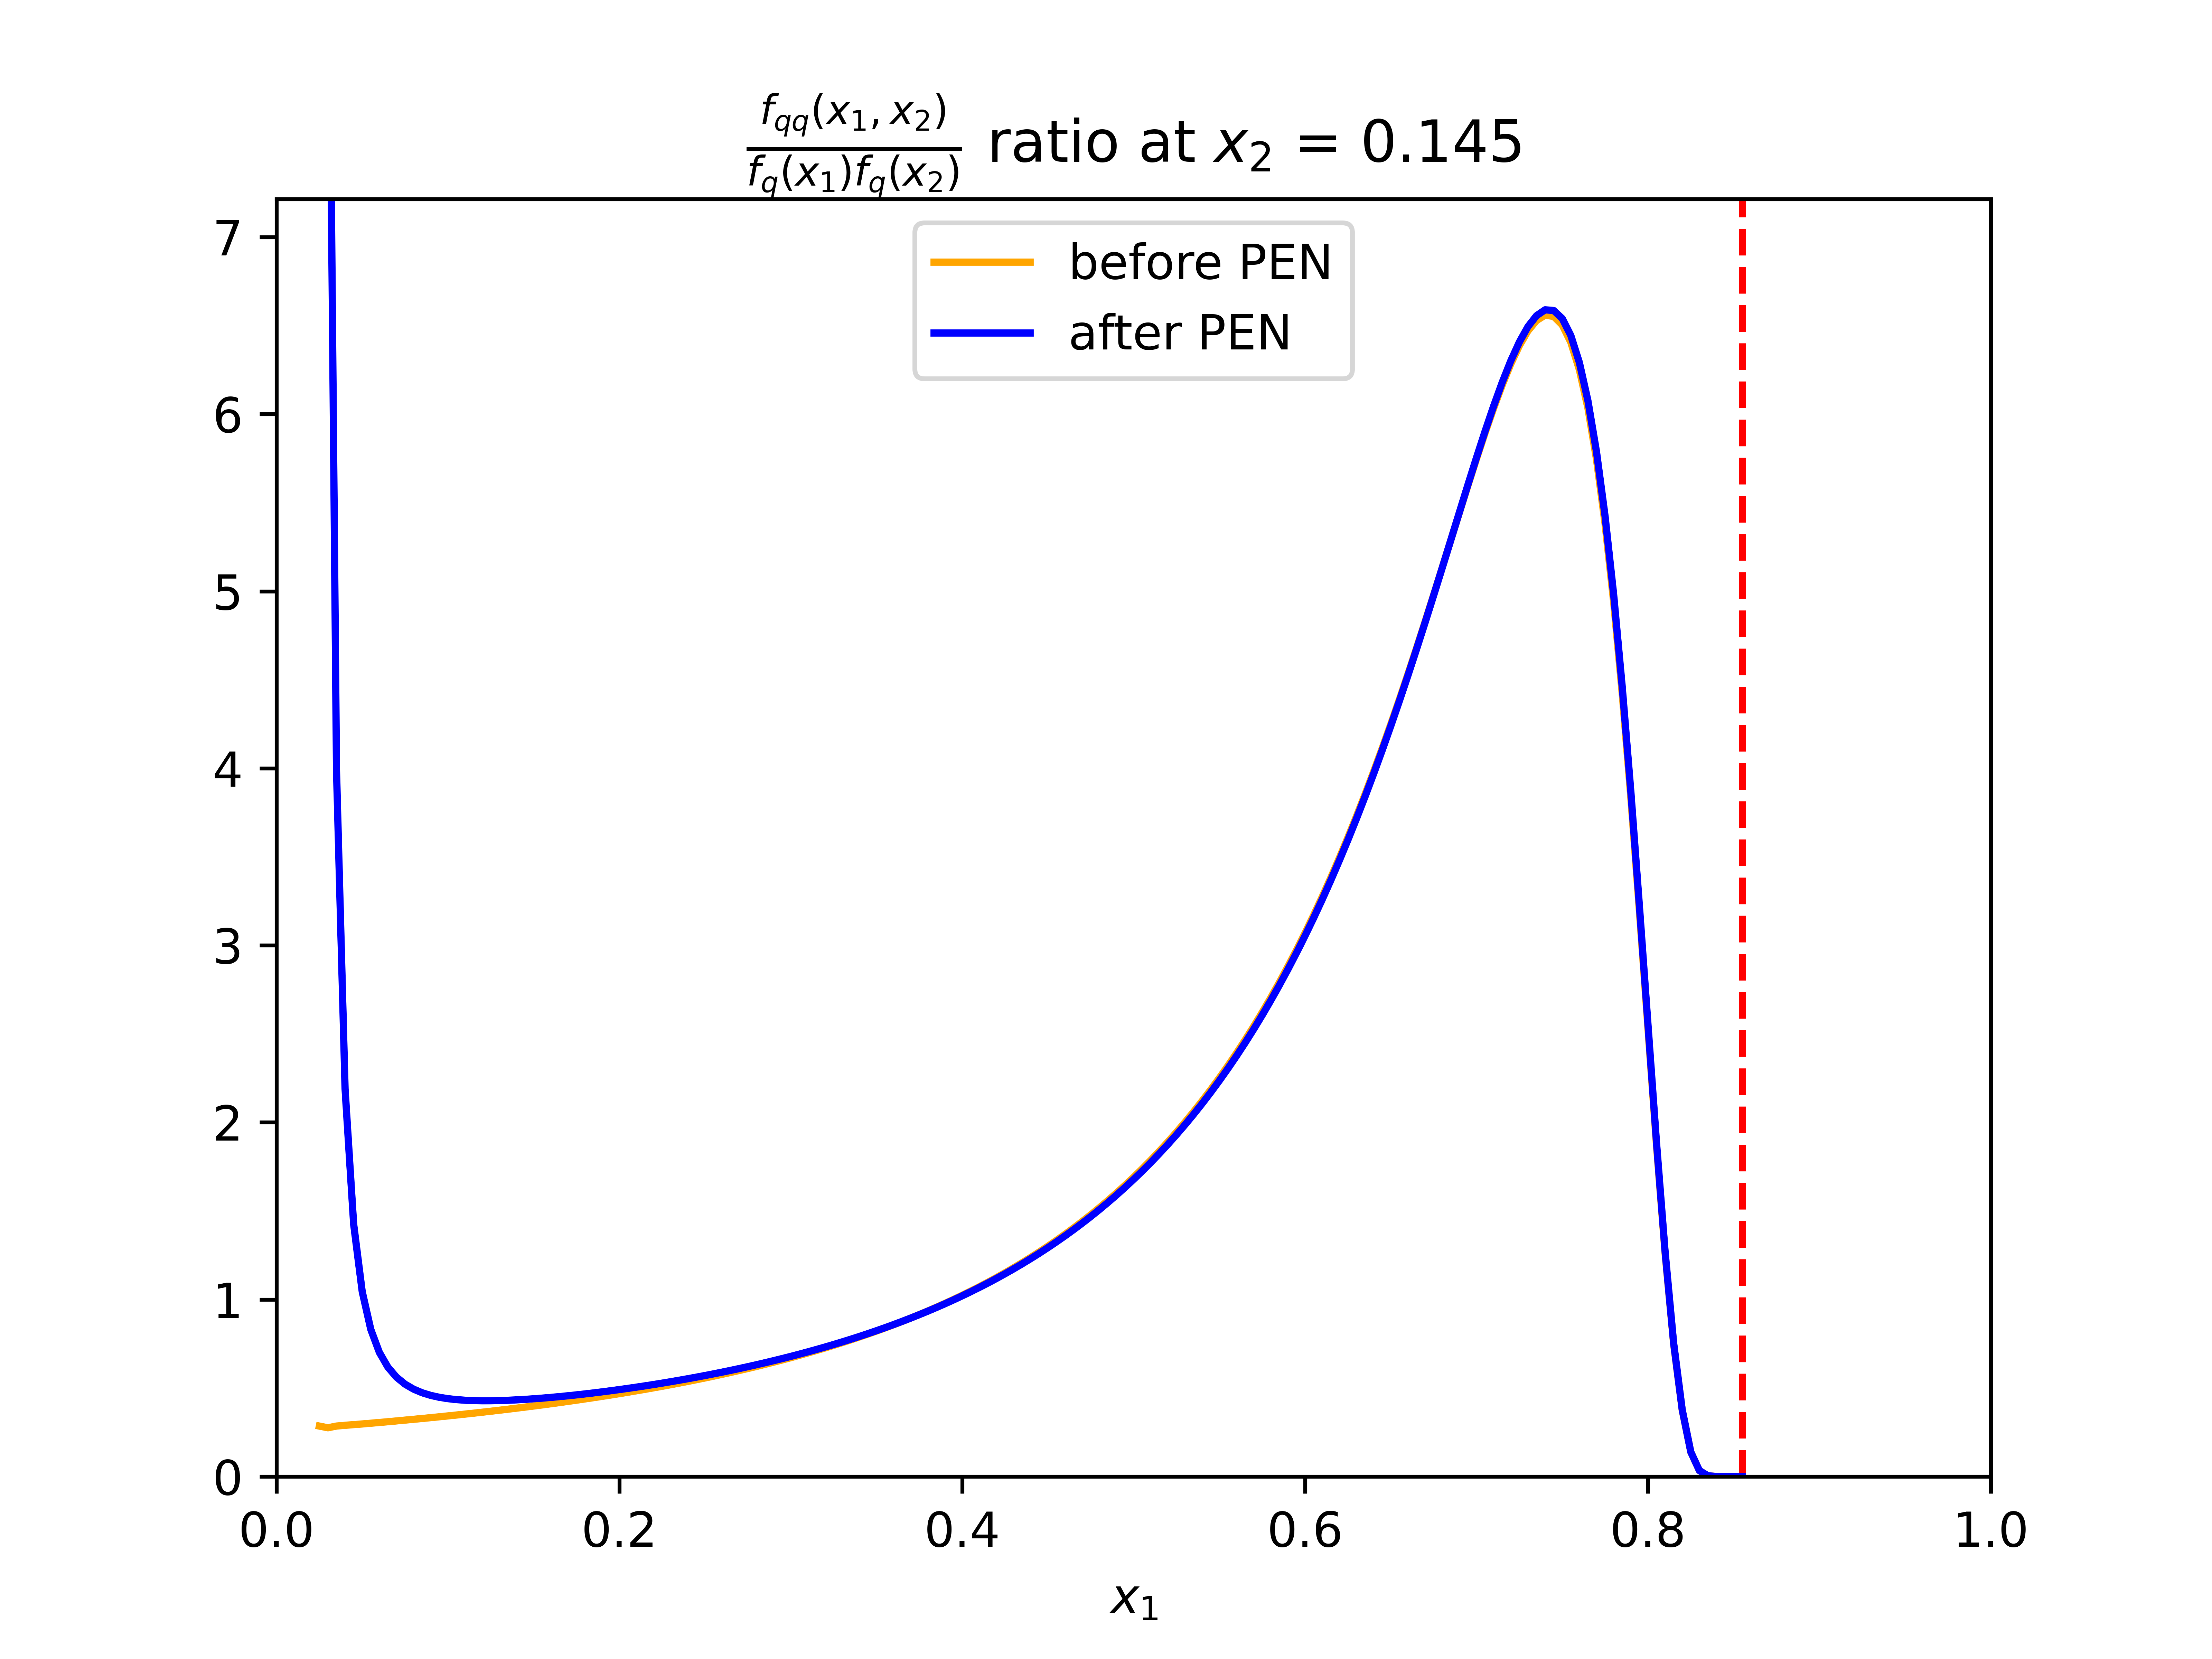 f_qq(x_1, x_2)
f_q(x_1)f_q(x_2) ratio at x_2 = 0.145
before PEN
after PEN
7
6
5
4
3
2
1
0
0.0 0.2 0.4 0.6 0.8 1.0
x_1